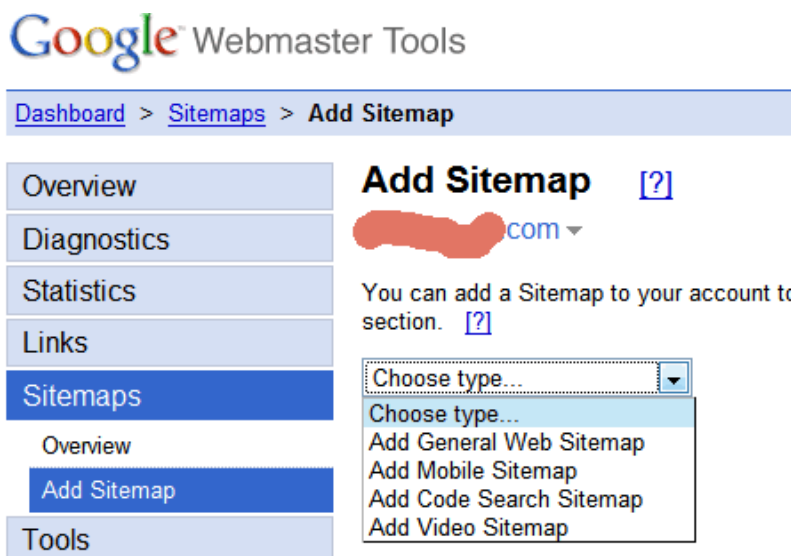 Google Webmaster Tools
Dashboard > Sitemaps > Add Sitemap
Overview
Diagnostics
Statistics
Links
Sitemaps
Overview
Add Sitemap
Tools
Add Sitemap [?]
com
You can add a Sitemap to your account to
section. [?]
Choose type...
Choose type...
Add General Web Sitemap
Add Mobile Sitemap
Add Code Search Sitemap
Add Video Sitemap